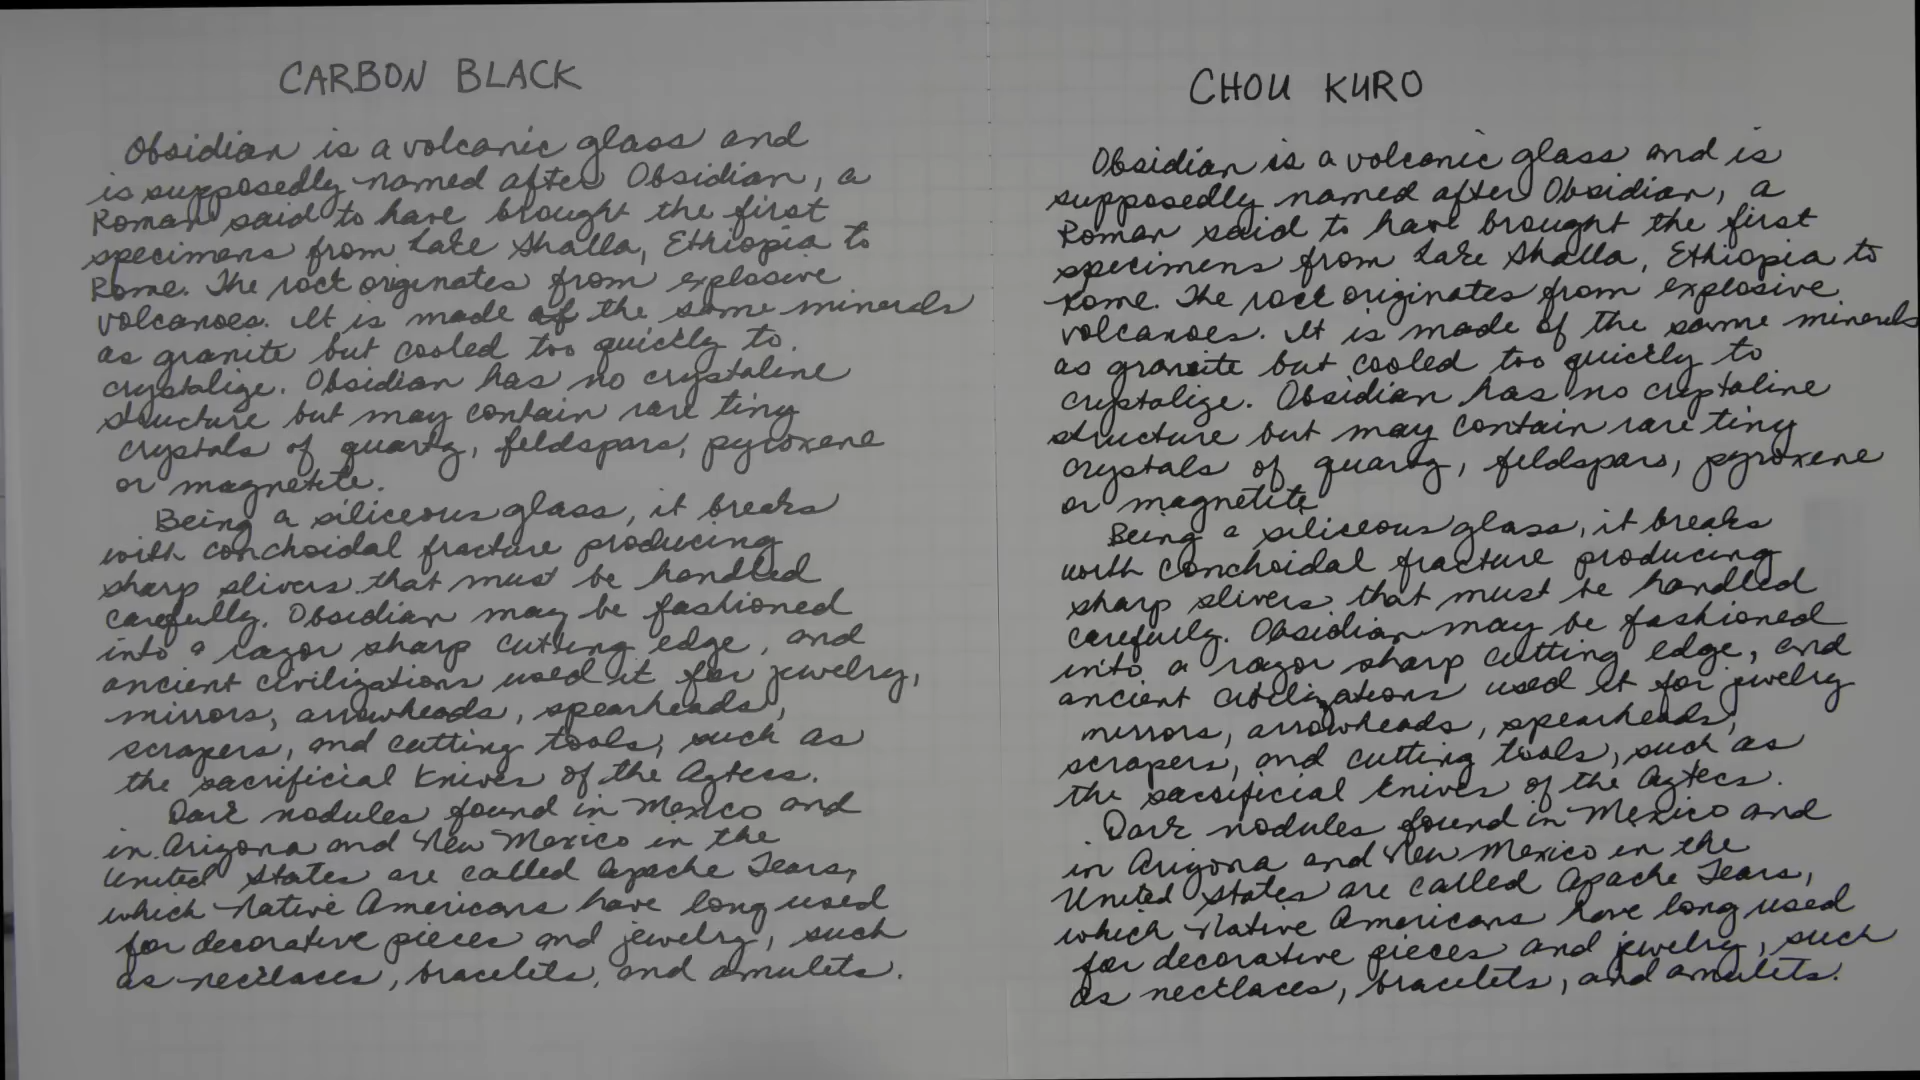 CARBON BLACK
Obsidian is a volcanic glass and
is supposedly named after Obsidian, a
Roman said to have brought the first
specimens from Lake Shalla, Ethiopia to
Rome. The rock originates from explosive
volcanoes. It is made of the same minerals
as granite but cooled too quickly to
crystalize. Obsidian has no crystaline
structure but may contain rare tiny
crystals of quartz, feldspars, pyroxene
or magnetite.
Being a siliceous glass, it breaks
with conchoidal fracture producing
sharp slivers that must be handled
carefully. Obsidian may be fashioned
into a razor sharp cutting edge, and
ancient civilizations used it for jewelry,
mirrors, arrowheads, spearheads,
scrapers, and cutting tools, such as
the sacrificial knives of the Aztecs.
Dark nodules found in Mexico and
in Arizona and New Mexico in the
United States are called Apache Tears,
which Native Americans have long used
for decorative pieces and jewelry, such
as necklaces, bracelets, and amulets.
CHOU KURO
Obsidian is a volcanic glass and is
supposedly named after Obsidian, a
Roman said to have brought the first
specimens from Lake Shalla, Ethiopia to
Rome. The rock originates from explosive
volcanoes. It is made of the same minerals
as granite but cooled too quickly to
crystalize. Obsidian has no cryptaline
structure but may contain rare tiny
crystals of quartz, feldspars, pyroxene
or magnetite
Being a siliceous glass, it breaks
with conchoidal fracture producing
sharp slivers that must be handled
carefully. Obsidian may be fashioned
into a razor sharp cutting edge, and
ancient civilizations used it for jewelry
mirrors, arrowheads, spearheads,
scrapers, and cutting tools, such as
the sacrificial knives of the Aztecs.
Dark nodules found in Mexico and
in Arizona and New Mexico in the
United States are called Apache Tears,
which Native Americans have long used
for decorative pieces and jewelry, such
as necklaces, bracelets, and amulets.